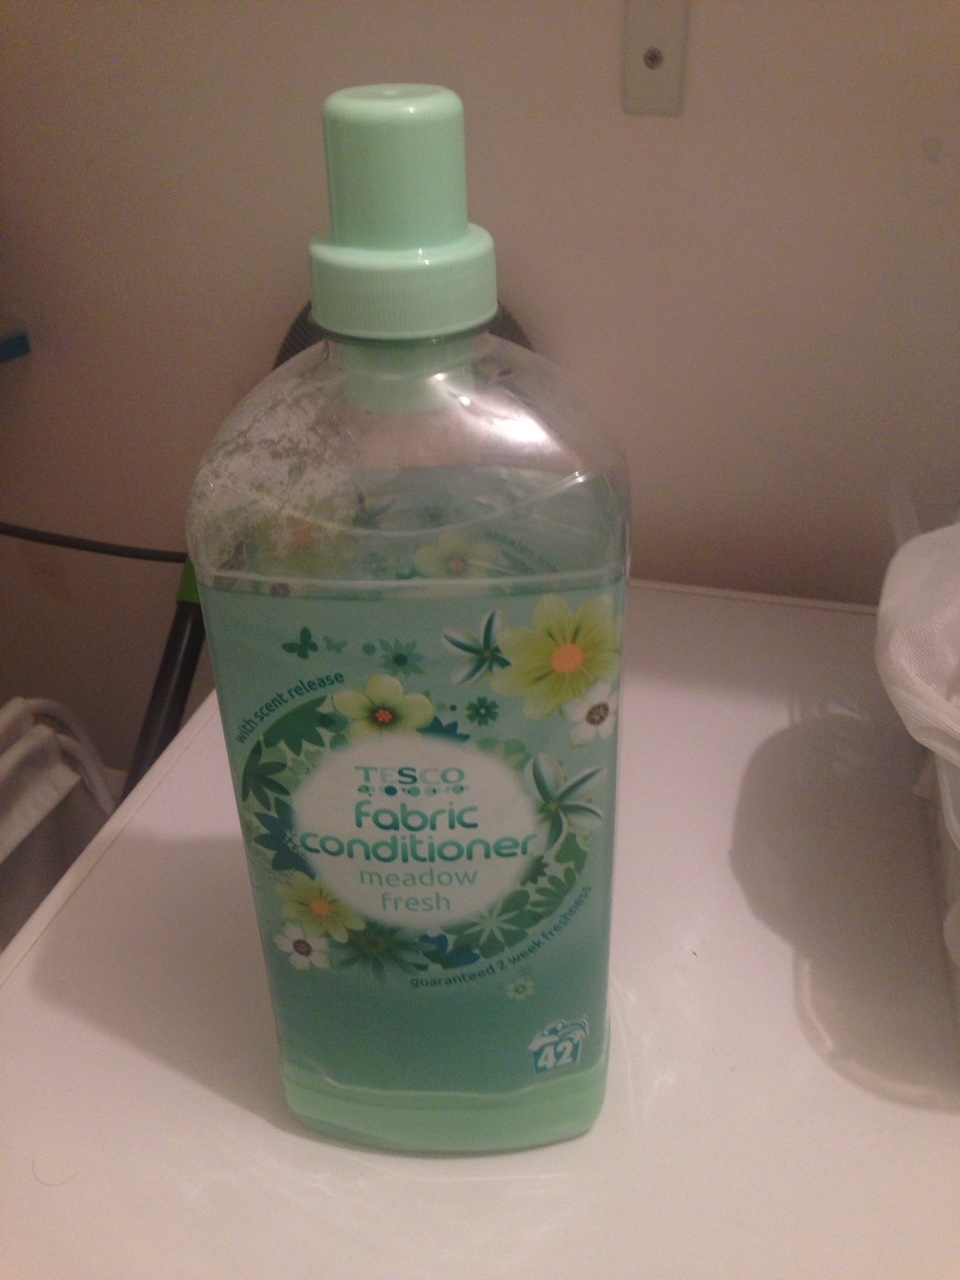 with scent release
TESCO
fabric
conditioner
meadow
fresh
guaranteed 2 week freshness
42